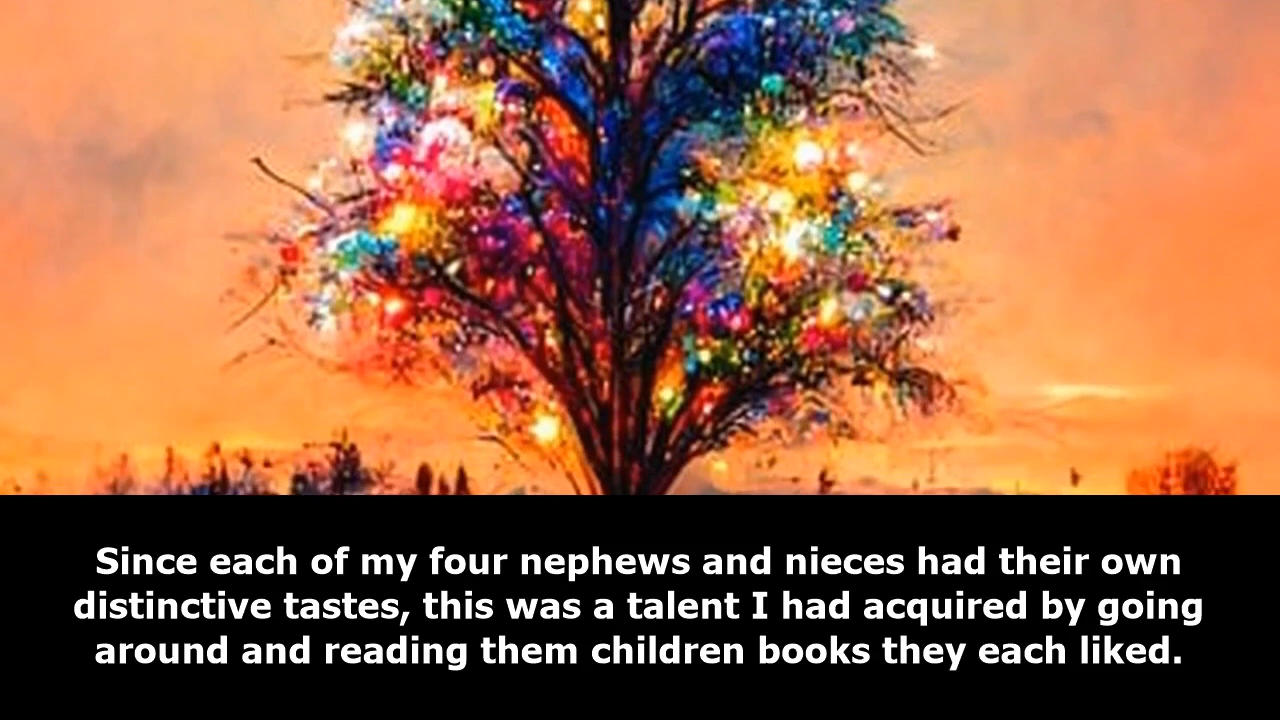 Since each of my four nephews and nieces had their own
distinctive tastes, this was a talent I had acquired by going
around and reading them children books they each liked.